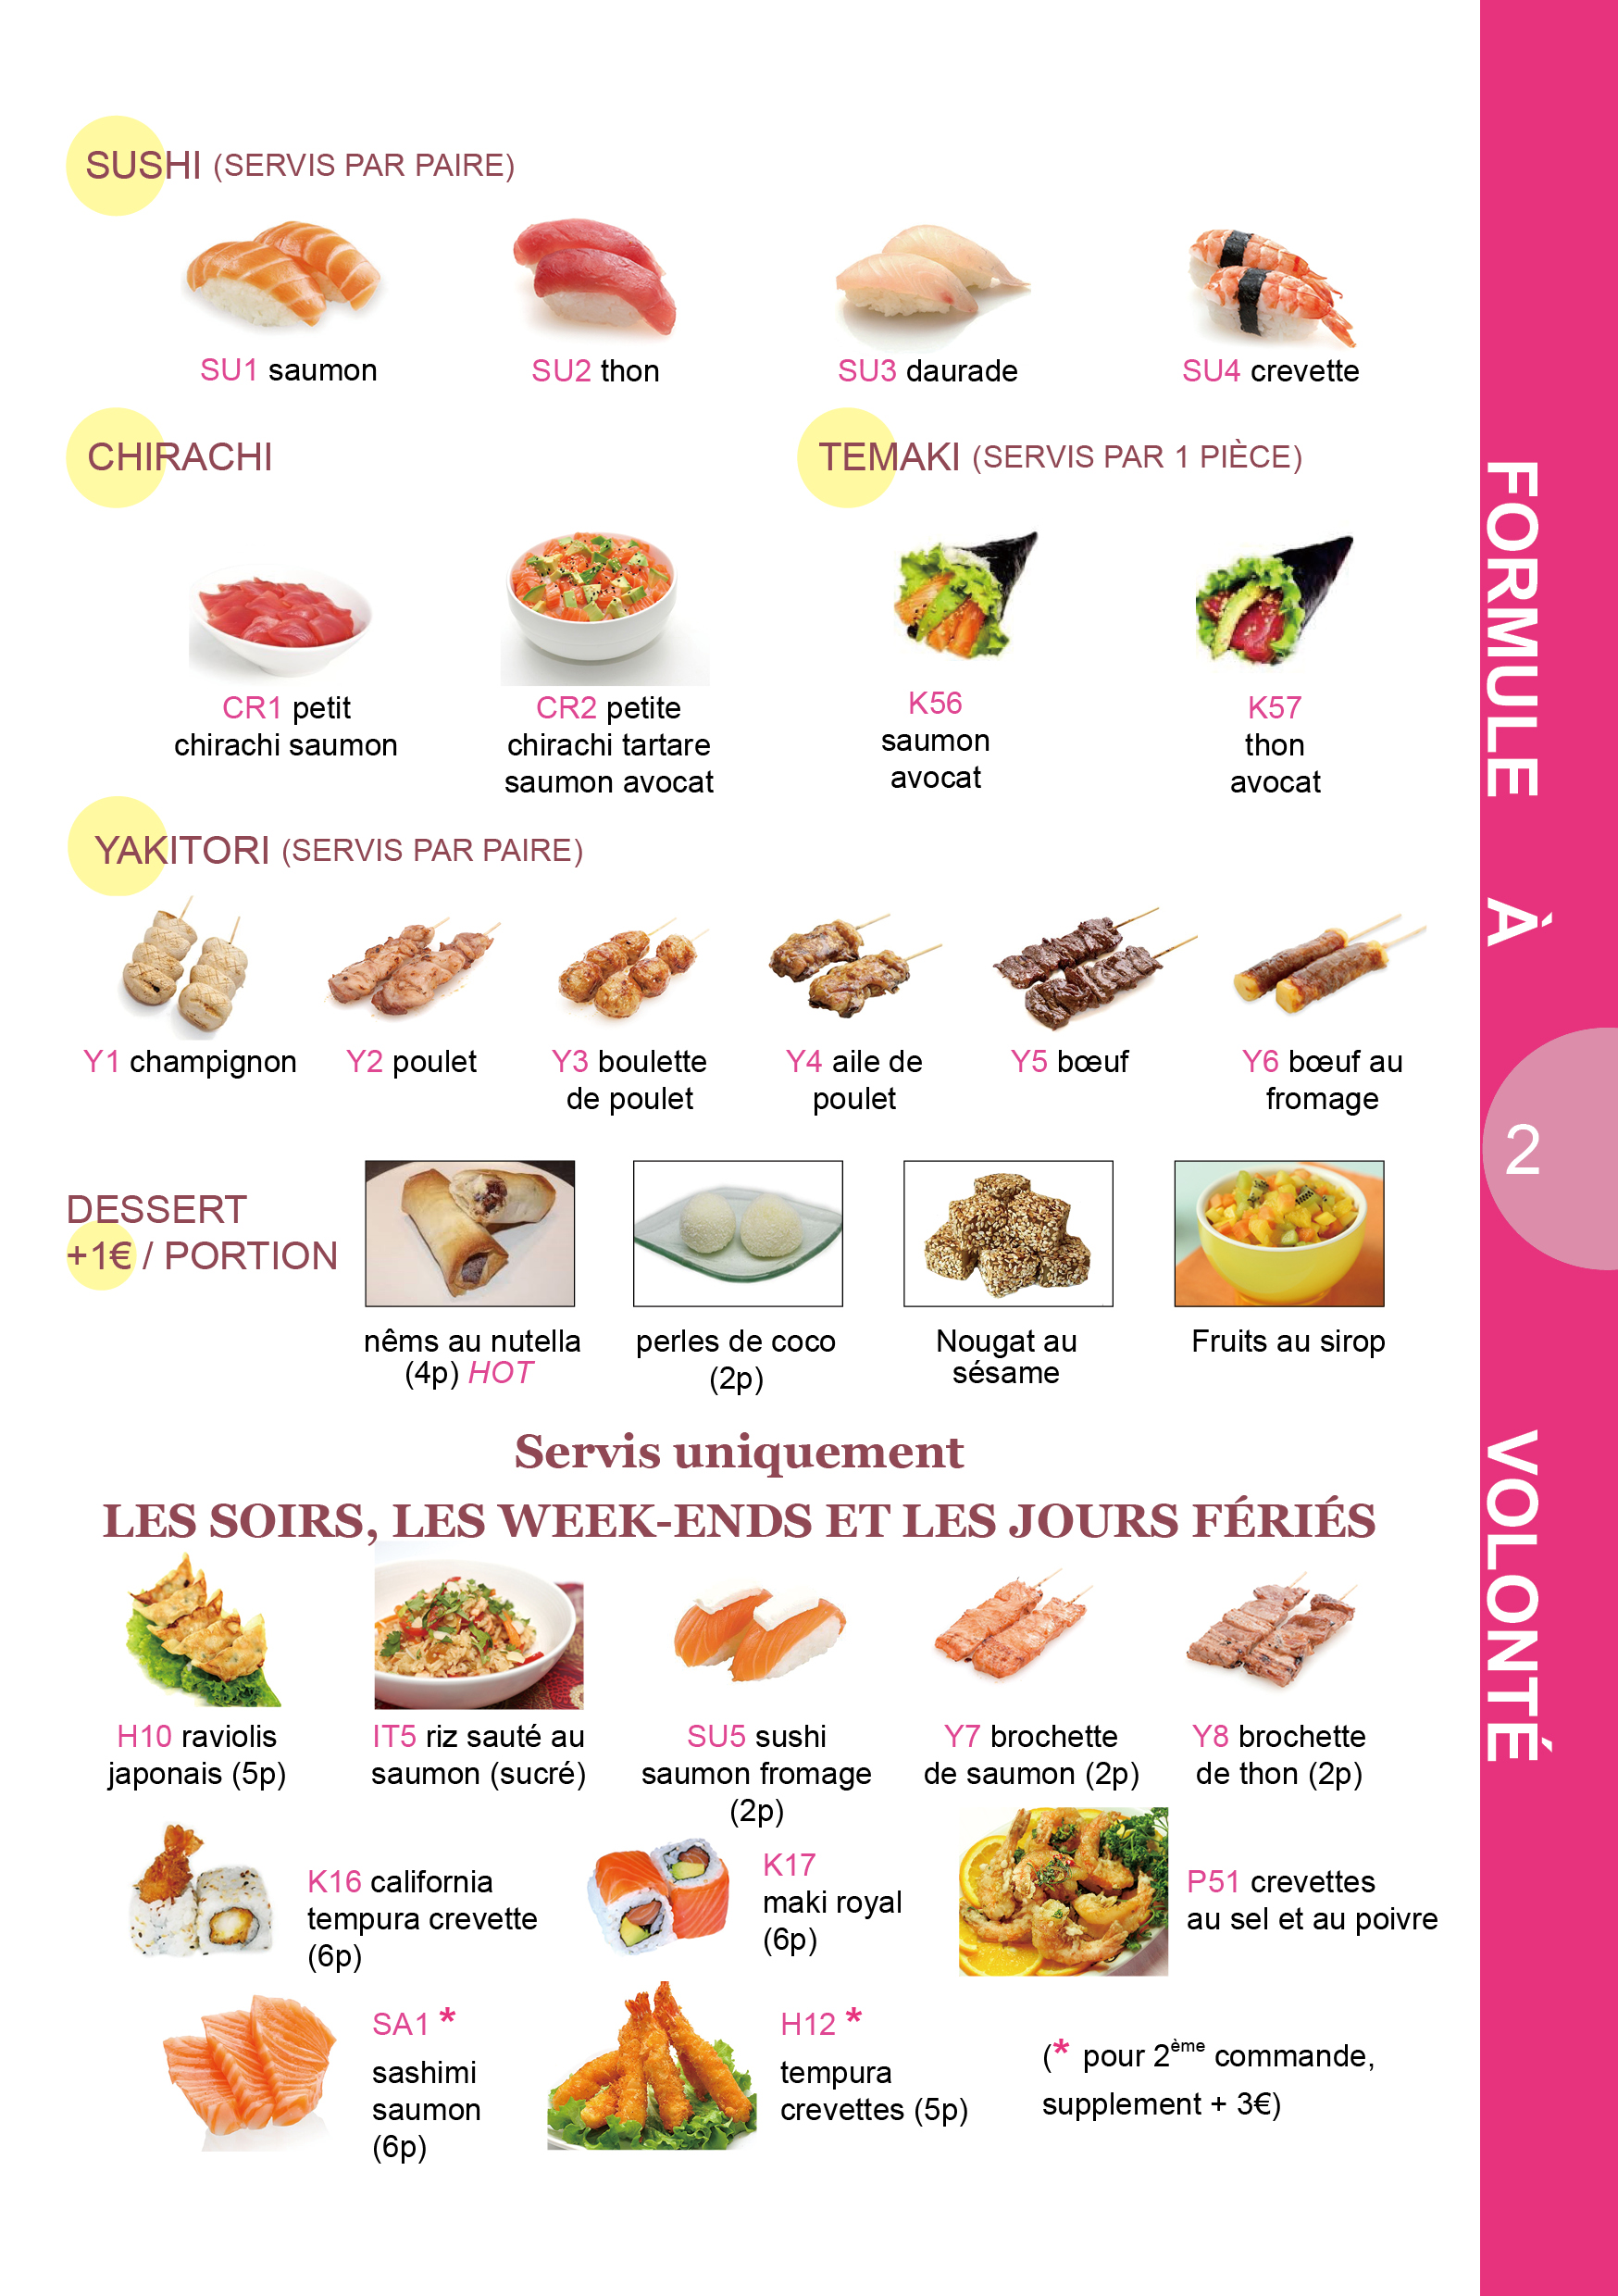 SUSHI (SERVIS PAR PAIRE)
SU1 saumon
SU2 thon
SU3 daurade
SU4 crevette
CHIRACHI
TEMAKI (SERVIS PAR 1 PIÈCE)
CR1 petit
chirachi saumon
CR2 petite
chirachi tartare
saumon avocat
K56
saumon
avocat
K57
thon
avocat
YAKITORI (SERVIS PAR PAIRE)
Y1 champignon
Y2 poulet
Y3 boulette
de poulet
Y4 aile de
poulet
Y5 bœuf
Y6 bœuf au
fromage
DESSERT
+1€ / PORTION
nêms au nutella
(4p) HOT
perles de coco
(2p)
Nougat au
sésame
Fruits au sirop
Servis uniquement
LES SOIRS, LES WEEK-ENDS ET LES JOURS FÉRIÉS
H10 raviolis
japonais (5p)
IT5 riz sauté au
saumon (sucré)
SU5 sushi
saumon fromage
(2p)
Y7 brochette
de saumon (2p)
Y8 brochette
de thon (2p)
K16 california
tempura crevette
(6p)
K17
maki royal
(6p)
P51 crevettes
au sel et au poivre
SA1 *
sashimi
saumon
(6p)
H12 *
tempura
crevettes (5p)
(* pour 2ème commande,
supplement + 3€)
FORMULE À VOLONTÉ
2